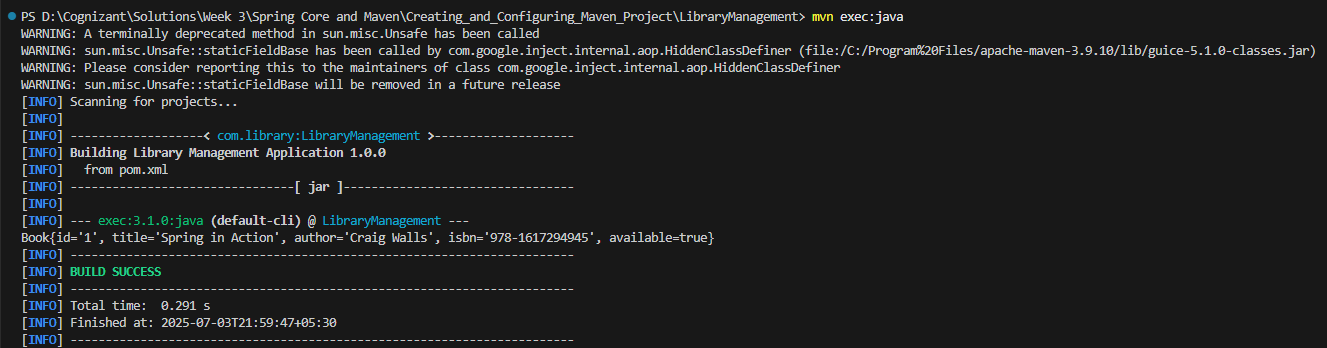 PS D:\Cognizant\Solutions\Week 3\Spring Core and Maven\Creating_and_Configuring_Maven_Project\LibraryManagement> mvn exec:java
WARNING: A terminally deprecated method in sun.misc.Unsafe has been called
WARNING: sun.misc.Unsafe::staticFieldBase has been called by com.google.inject.internal.aop.HiddenClassDefiner (file:/C:/Program%20Files/apache-maven-3.9.10/lib/guice-5.1.0-classes.jar)
WARNING: Please consider reporting this to the maintainers of class com.google.inject.internal.aop.HiddenClassDefiner
WARNING: sun.misc.Unsafe::staticFieldBase will be removed in a future release
[INFO] Scanning for projects...
[INFO]
[INFO] -------------------< com.library:LibraryManagement >--------------------
[INFO] Building Library Management Application 1.0.0
[INFO]   from pom.xml
[INFO] --------------------------------[ jar ]---------------------------------
[INFO]
[INFO] --- exec:3.1.0:java (default-cli) @ LibraryManagement ---
Book{id='1', title='Spring in Action', author='Craig Walls', isbn='978-1617294945', available=true}
[INFO] ------------------------------------------------------------------------
[INFO] BUILD SUCCESS
[INFO] ------------------------------------------------------------------------
[INFO] Total time:  0.291 s
[INFO] Finished at: 2025-07-03T21:59:47+05:30
[INFO] ------------------------------------------------------------------------